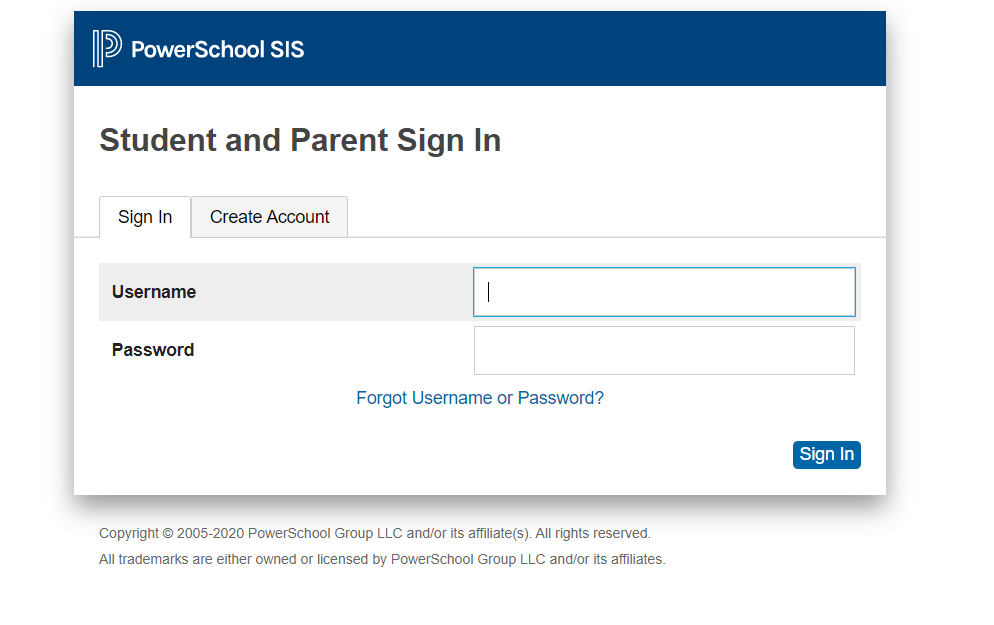 PowerSchool SIS
Student and Parent Sign In
Sign In
Create Account
Username
Password
Forgot Username or Password?
Sign In
Copyright © 2005-2020 PowerSchool Group LLC and/or its affiliate(s). All rights reserved.
All trademarks are either owned or licensed by PowerSchool Group LLC and/or its affiliates.